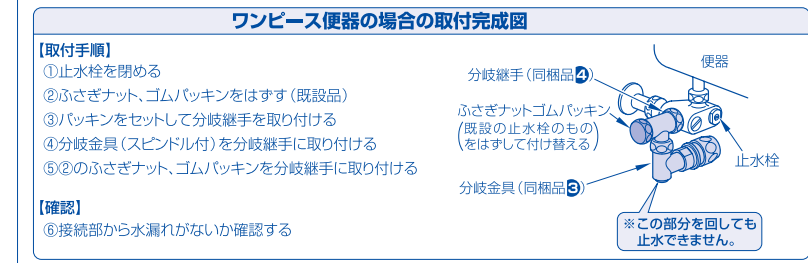 ワンピース便器の場合の取付完成図
【取付手順】
①止水栓を閉める
②ふさぎナット、ゴムパッキンをはずす（既設品）
③パッキンをセットして分岐継手を取り付ける
④分岐金具（スピンドル付）を分岐継手に取り付ける
⑤②のふさぎナット、ゴムパッキンを分岐継手に取り付ける
【確認】
⑥接続部から水漏れがないか確認する
便器
分岐継手（同梱品❹）
ふさぎナットゴムパッキン
（既設の止水栓のもの
をはずして付け替える）
止水栓
分岐金具（同梱品❸）
※この部分を回しても
止水できません。